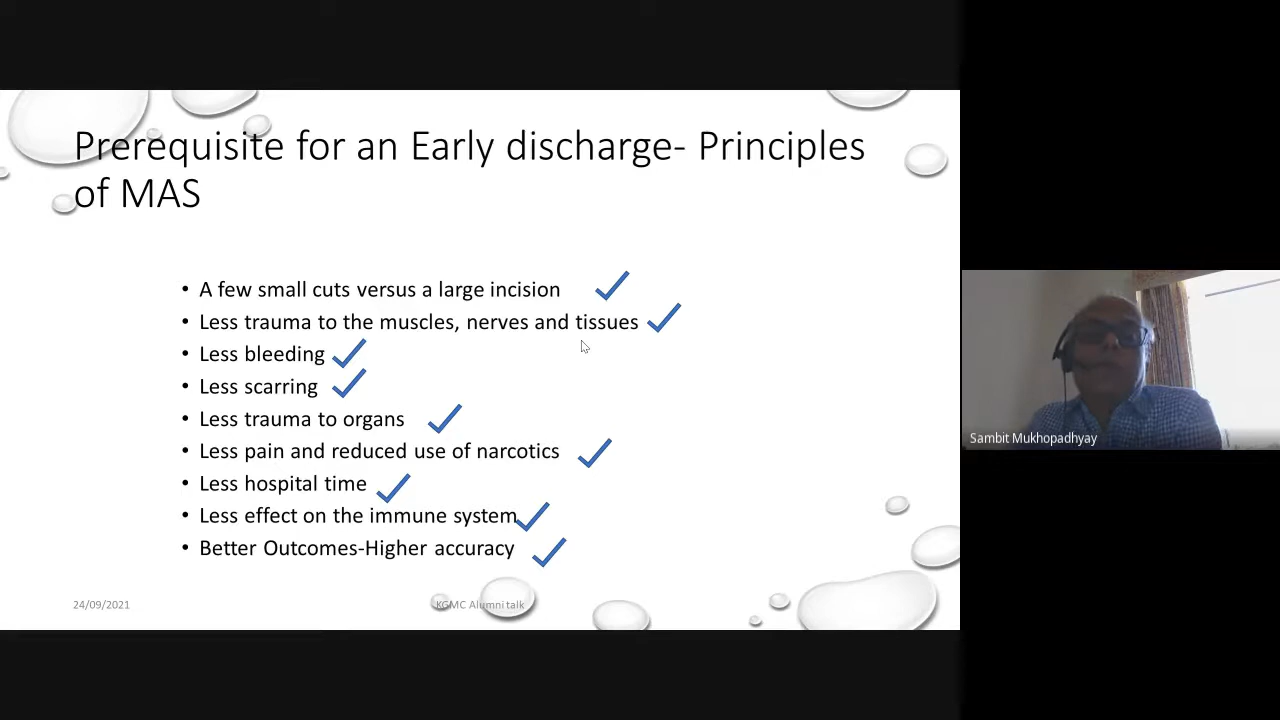 Prerequisite for an Early discharge- Principles
of MAS
• A few small cuts versus a large incision
• Less trauma to the muscles, nerves and tissues
• Less bleeding
• Less scarring
• Less trauma to organs
• Less pain and reduced use of narcotics
• Less hospital time
• Less effect on the immune system
• Better Outcomes-Higher accuracy
24/09/2021
KGMC Alumni talk
Sambit Mukhopadhyay